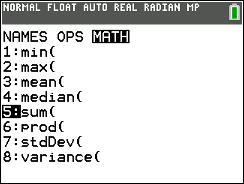 NORMAL FLOAT AUTO REAL RADIAN MP
NAMES OPS MATH
1:min(
2:max(
3:mean(
4:median(
5:sum(
6:prod(
7:stdDev(
8:variance(